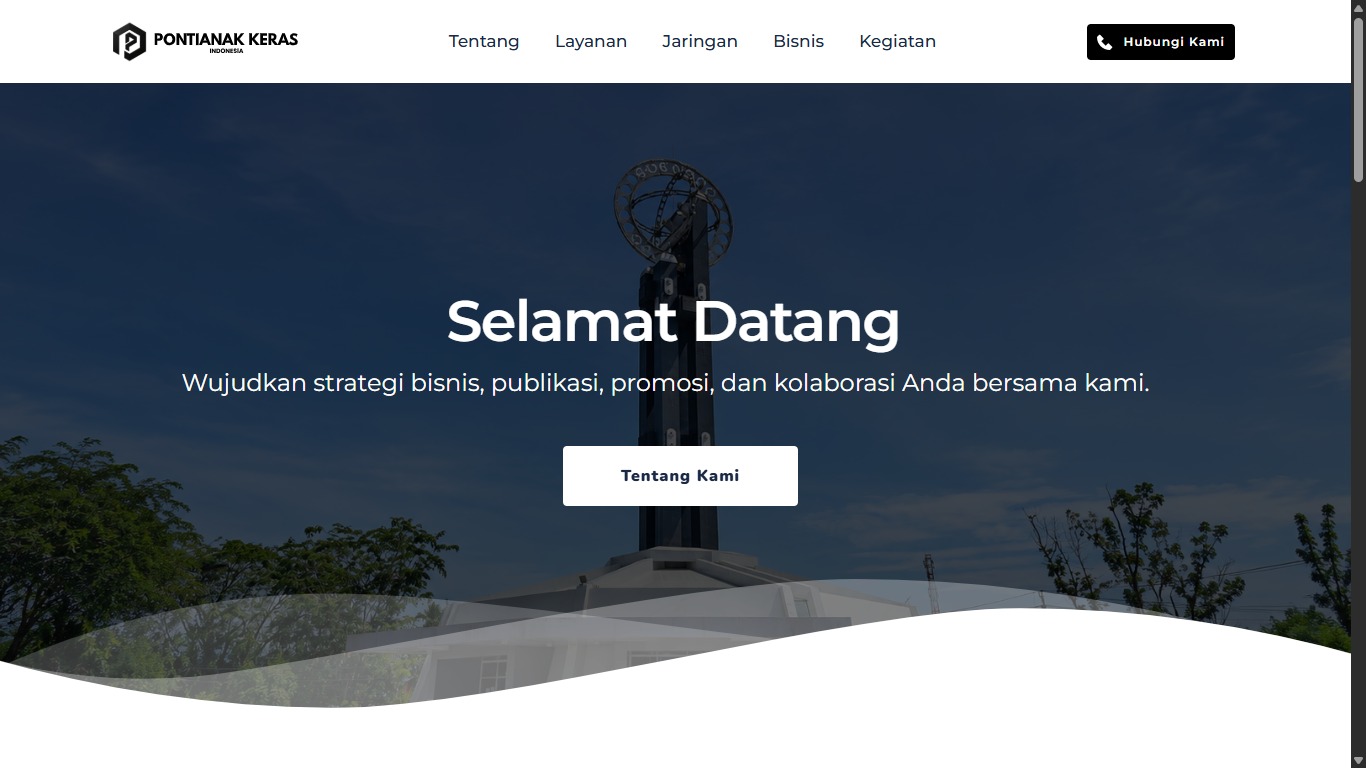 PONTIANAK KERAS
INDONESIA
Tentang
Layanan
Jaringan
Bisnis
Kegiatan
Hubungi Kami
Selamat Datang
Wujudkan strategi bisnis, publikasi, promosi, dan kolaborasi Anda bersama kami.
Tentang Kami